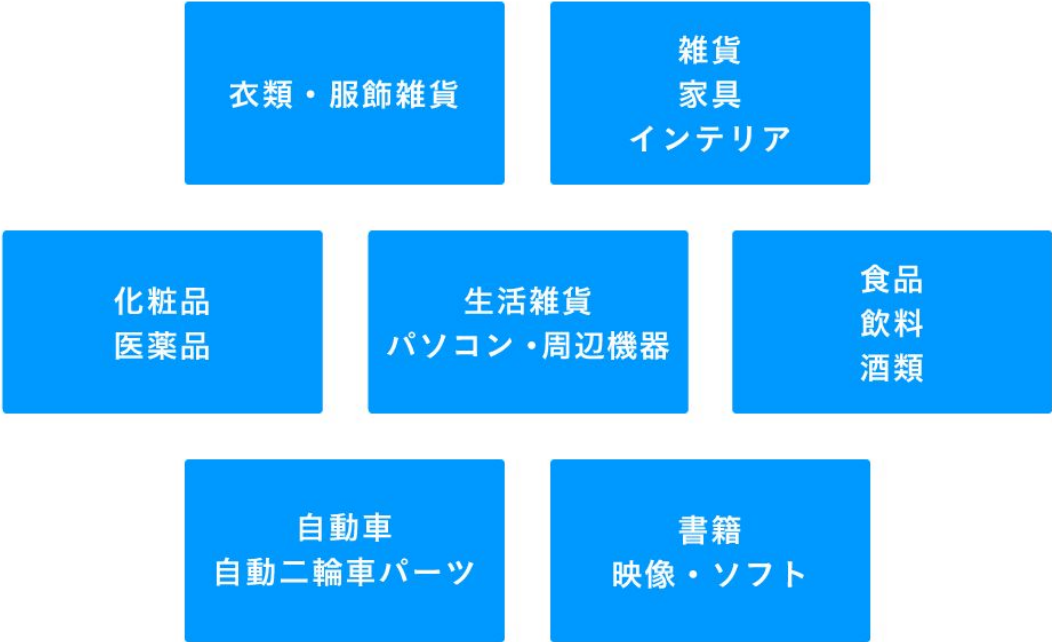 衣類・服飾雑貨
雑貨
家具
インテリア
化粧品
医薬品
生活雑貨
パソコン・周辺機器
食品
飲料
酒類
自動車
自動二輪車パーツ
書籍
映像・ソフト